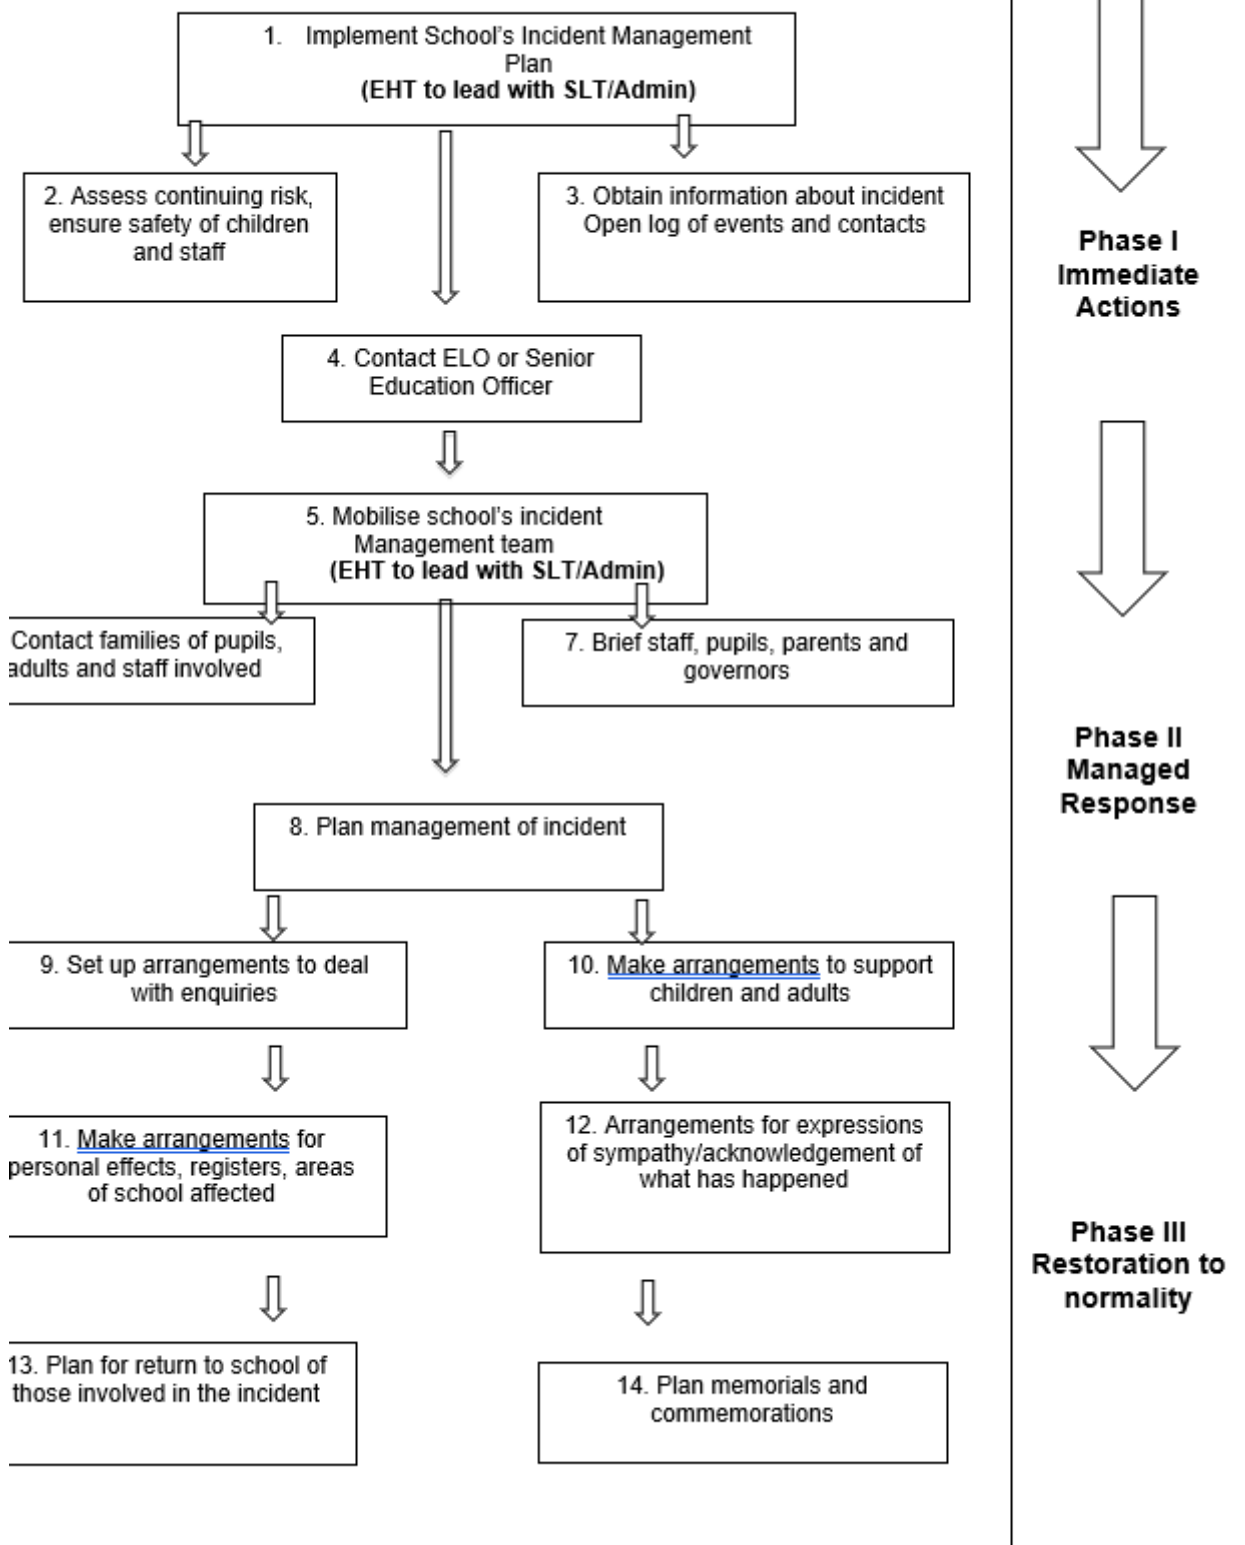 1. Implement School's Incident Management
Plan
(EHT to lead with SLT/Admin)
2. Assess continuing risk,
ensure safety of children
and staff
3. Obtain information about incident
Open log of events and contacts
Phase I
Immediate
Actions
4. Contact ELO or Senior
Education Officer
5. Mobilise school's incident
Management team
(EHT to lead with SLT/Admin)
Contact families of pupils,
adults and staff involved
7. Brief staff, pupils, parents and
governors
Phase II
Managed
Response
8. Plan management of incident
9. Set up arrangements to deal
with enquiries
10. Make arrangements to support
children and adults
11. Make arrangements for
personal effects, registers, areas
of school affected
12. Arrangements for expressions
of sympathy/acknowledgement of
what has happened
Phase III
Restoration to
normality
13. Plan for return to school of
those involved in the incident
14. Plan memorials and
commemorations